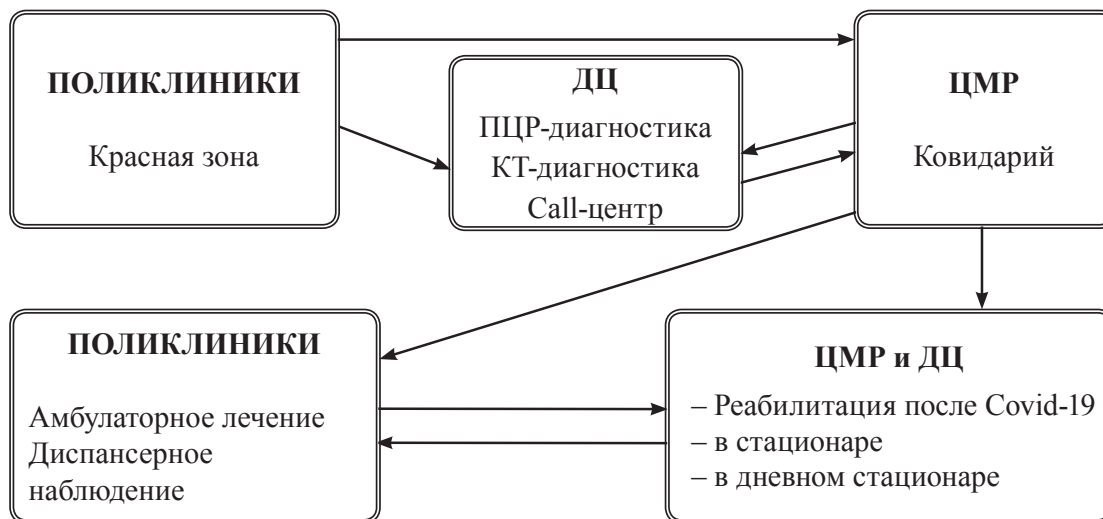 ПОЛИКЛИНИКИ
Красная зона
ДЦ
ПЦР-диагностика
КТ-диагностика
Call-центр
ЦМР
Ковидарий
ПОЛИКЛИНИКИ
Амбулаторное лечение
Диспансерное
наблюдение
ЦМР и ДЦ
– Реабилитация после Covid-19
– в стационаре
– в дневном стационаре